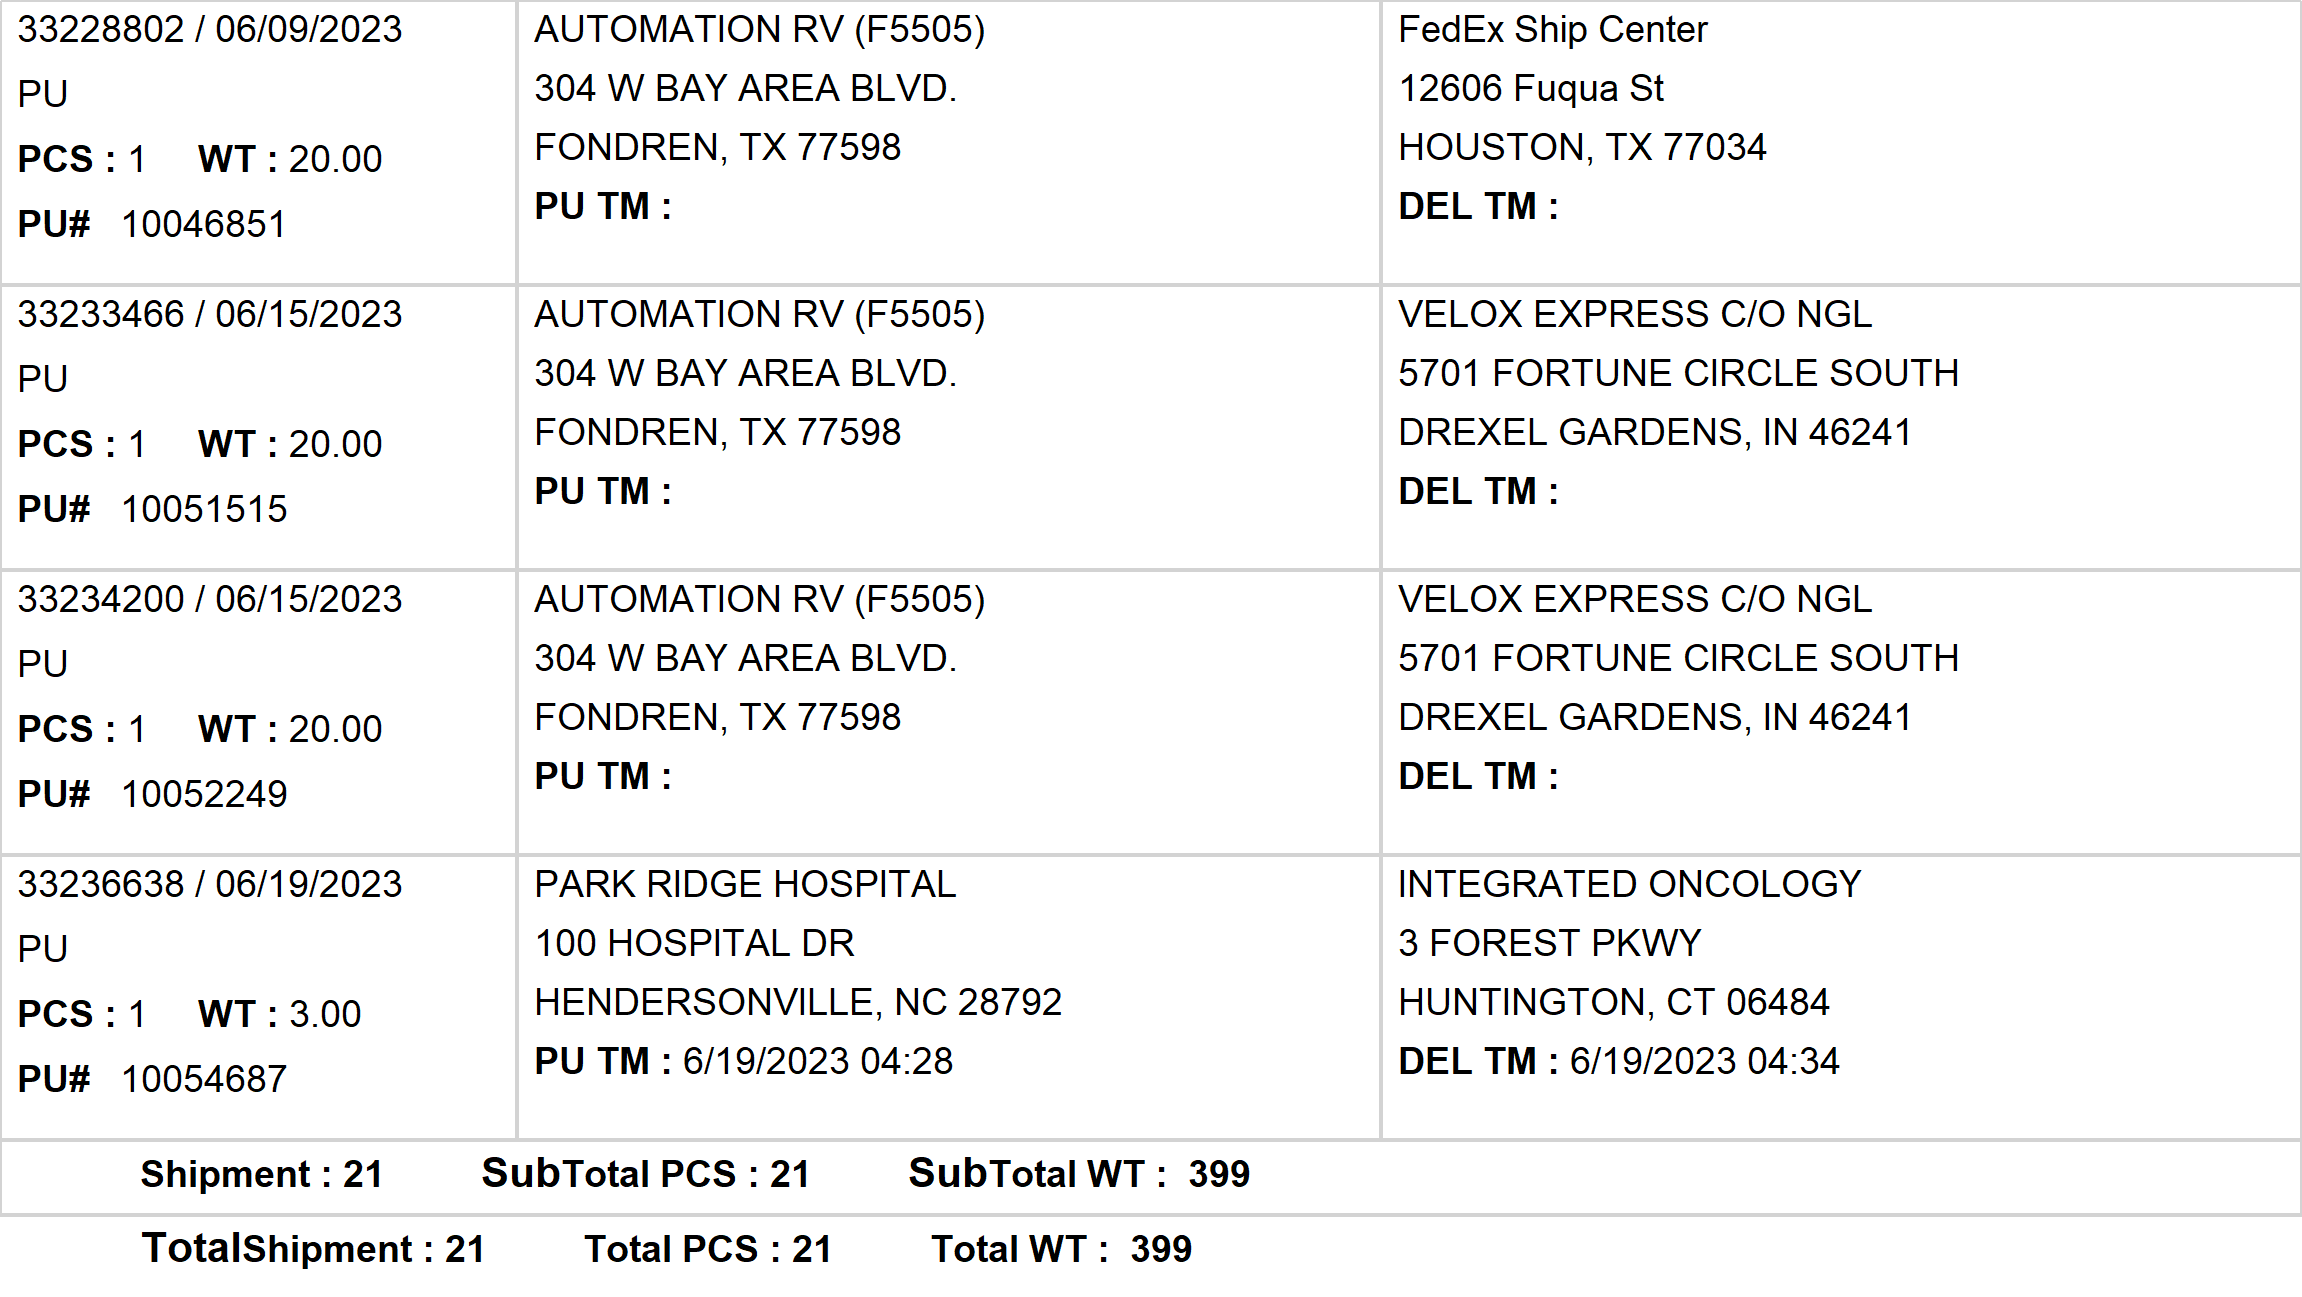 33228802 / 06/09/2023
PU
PCS : 1 WT : 20.00
PU# 10046851
AUTOMATION RV (F5505)
304 W BAY AREA BLVD.
FONDREN, TX 77598
PU TM :
FedEx Ship Center
12606 Fuqua St
HOUSTON, TX 77034
DEL TM :
33233466 / 06/15/2023
PU
PCS : 1 WT : 20.00
PU# 10051515
AUTOMATION RV (F5505)
304 W BAY AREA BLVD.
FONDREN, TX 77598
PU TM :
VELOX EXPRESS C/O NGL
5701 FORTUNE CIRCLE SOUTH
DREXEL GARDENS, IN 46241
DEL TM :
33234200 / 06/15/2023
PU
PCS : 1 WT : 20.00
PU# 10052249
AUTOMATION RV (F5505)
304 W BAY AREA BLVD.
FONDREN, TX 77598
PU TM :
VELOX EXPRESS C/O NGL
5701 FORTUNE CIRCLE SOUTH
DREXEL GARDENS, IN 46241
DEL TM :
33236638 / 06/19/2023
PU
PCS : 1 WT : 3.00
PU# 10054687
PARK RIDGE HOSPITAL
100 HOSPITAL DR
HENDERSONVILLE, NC 28792
PU TM : 6/19/2023 04:28
INTEGRATED ONCOLOGY
3 FOREST PKWY
HUNTINGTON, CT 06484
DEL TM : 6/19/2023 04:34
Shipment : 21 SubTotal PCS : 21 SubTotal WT : 399
TotalShipment : 21 Total PCS : 21 Total WT : 399